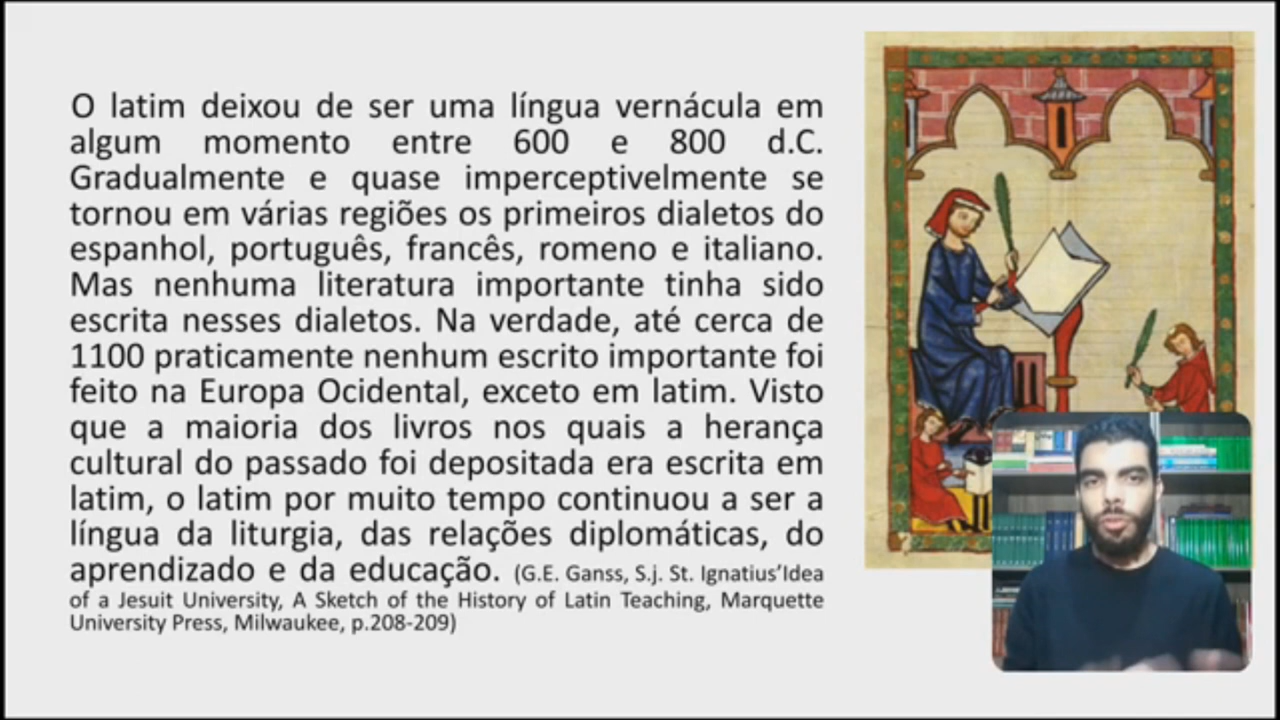 O latim deixou de ser uma língua vernácula em
algum momento entre 600 e 800 d.C.
Gradualmente e quase imperceptivelmente se
tornou em várias regiões os primeiros dialetos do
espanhol, português, francês, romeno e italiano.
Mas nenhuma literatura importante tinha sido
escrita nesses dialetos. Na verdade, até cerca de
1100 praticamente nenhum escrito importante foi
feito na Europa Ocidental, exceto em latim. Visto
que a maioria dos livros nos quais a herança
cultural do passado foi depositada era escrita em
latim, o latim por muito tempo continuou a ser a
língua da liturgia, das relações diplomáticas, do
aprendizado e da educação. (G.E. Ganss, S.j. St. Ignatius’Idea
of a Jesuit University, A Sketch of the History of Latin Teaching, Marquette
University Press, Milwaukee, p.208-209)